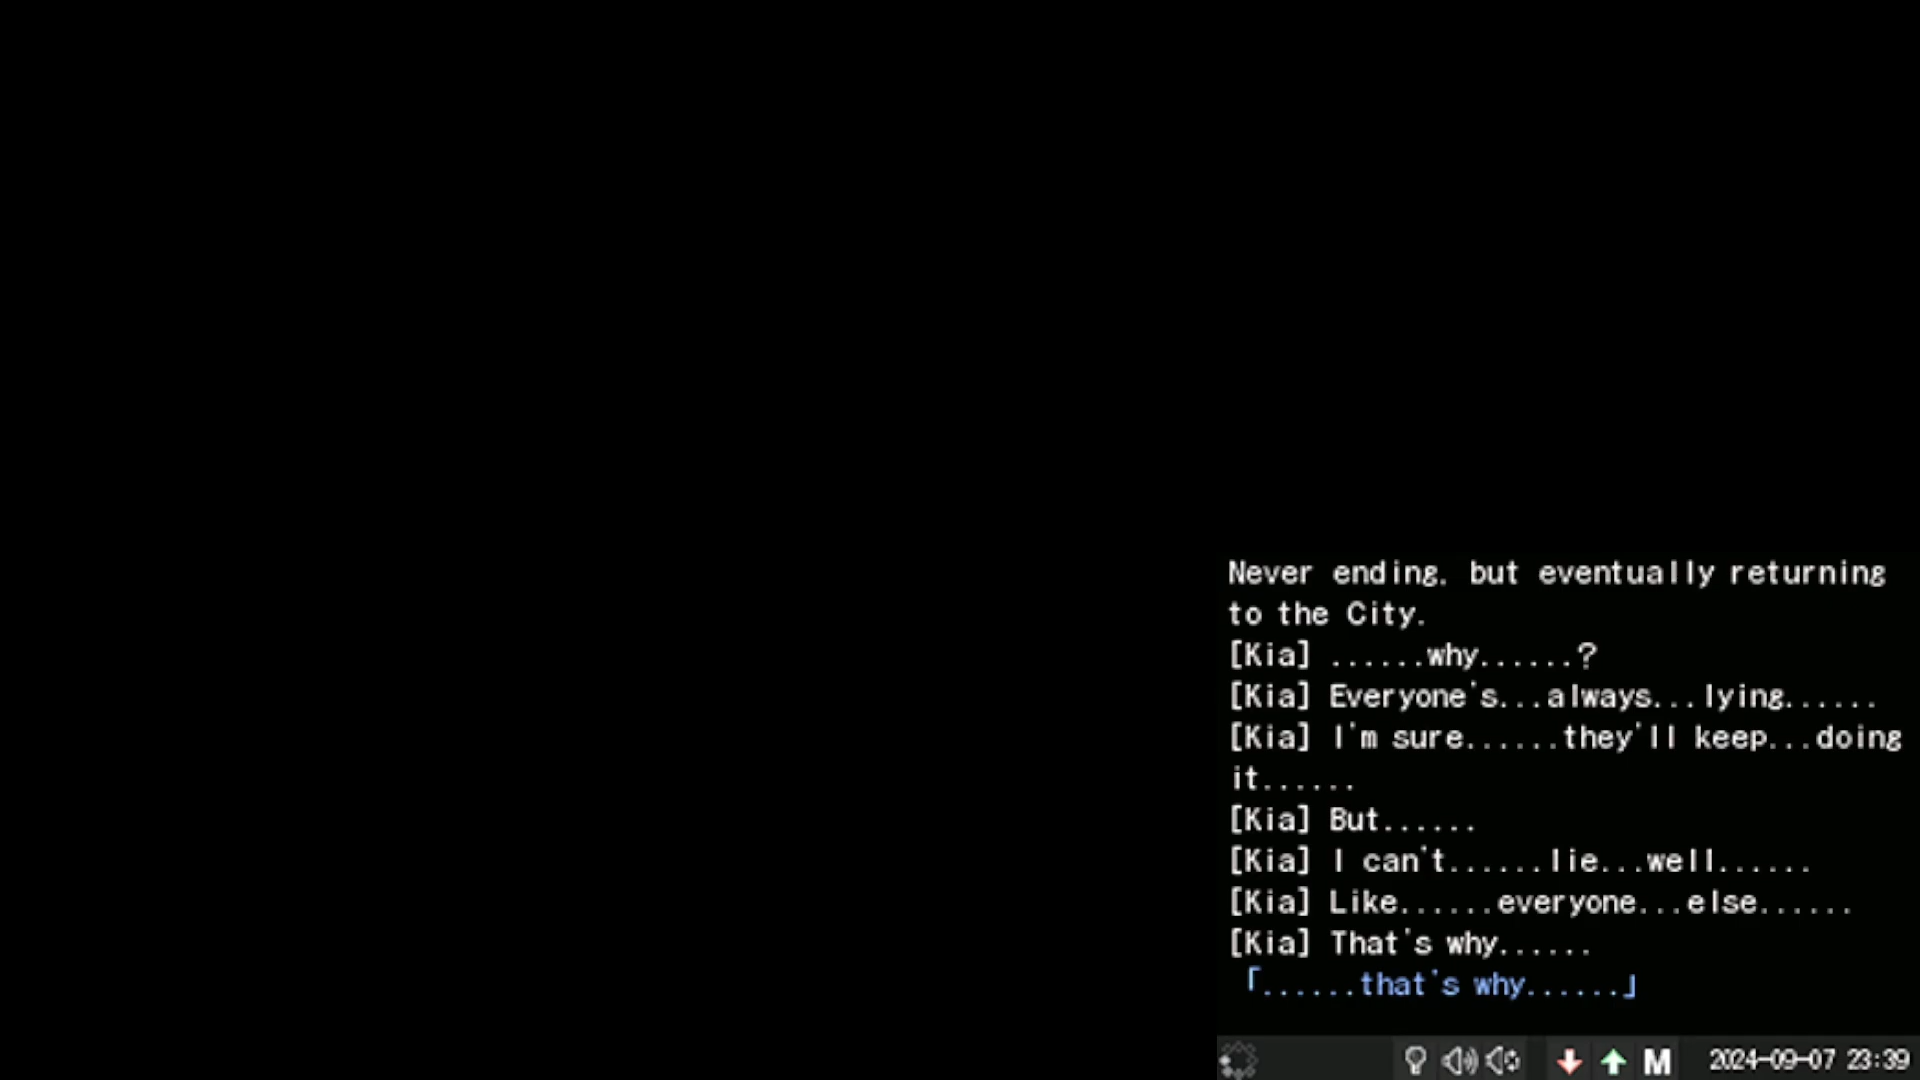 Never ending. but eventually returning
to the City.
[Kia] ......why......?
[Kia] Everyone's...always...lying......
[Kia] I'm sure......they'll keep...doing
it......
[Kia] But......
[Kia] I can't......lie...well......
[Kia] Like......everyone...else......
[Kia] That's why......
「......that's why......」
M 2024-09-07 23:39